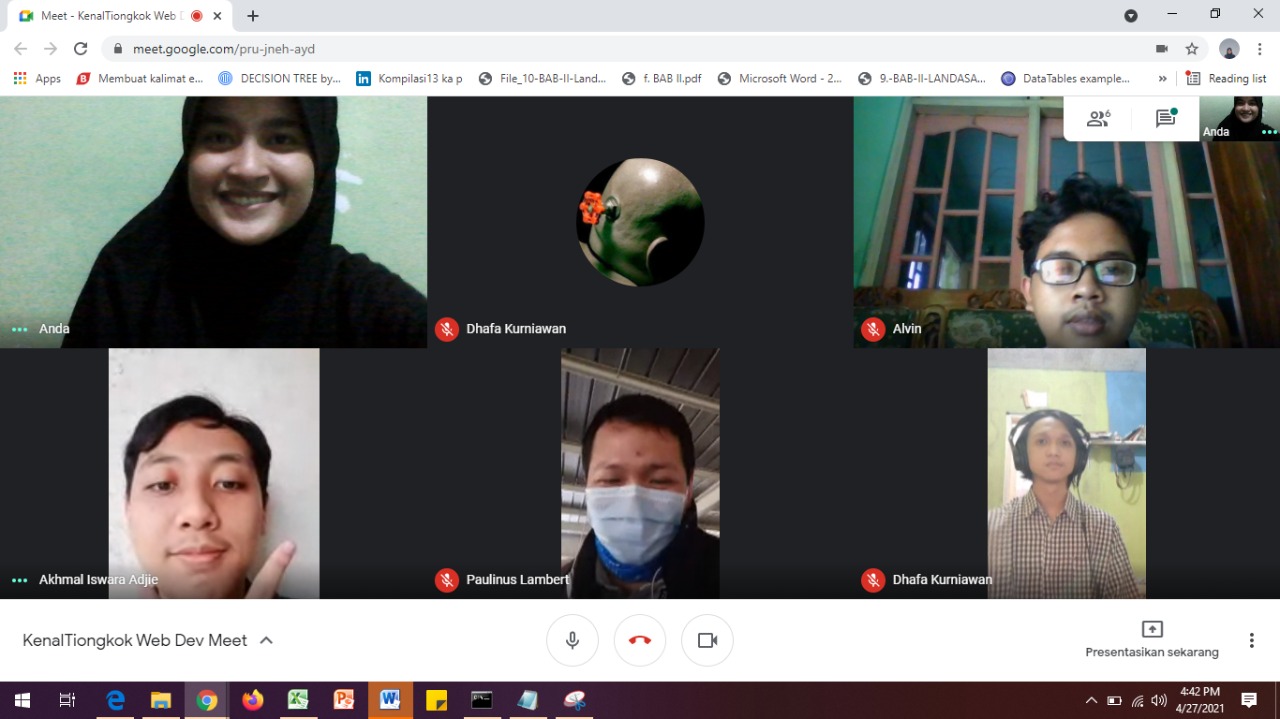 Meet - KenalTiongkok Web D
meet.google.com/pru-jneh-ayd
Apps
Membuat kalimat e...
DECISION TREE by...
Kompilasi13 ka p
File_10-BAB-II-Land...
f. BAB II.pdf
Microsoft Word - 2...
9.-BAB-II-LANDASA...
DataTables example...
»
Reading list
6
Anda
Anda
Dhafa Kurniawan
Alvin
Akhmal Iswara Adjie
Paulinus Lambert
Dhafa Kurniawan
KenalTiongkok Web Dev Meet
Presentasikan sekarang
4:42 PM
4/27/2021